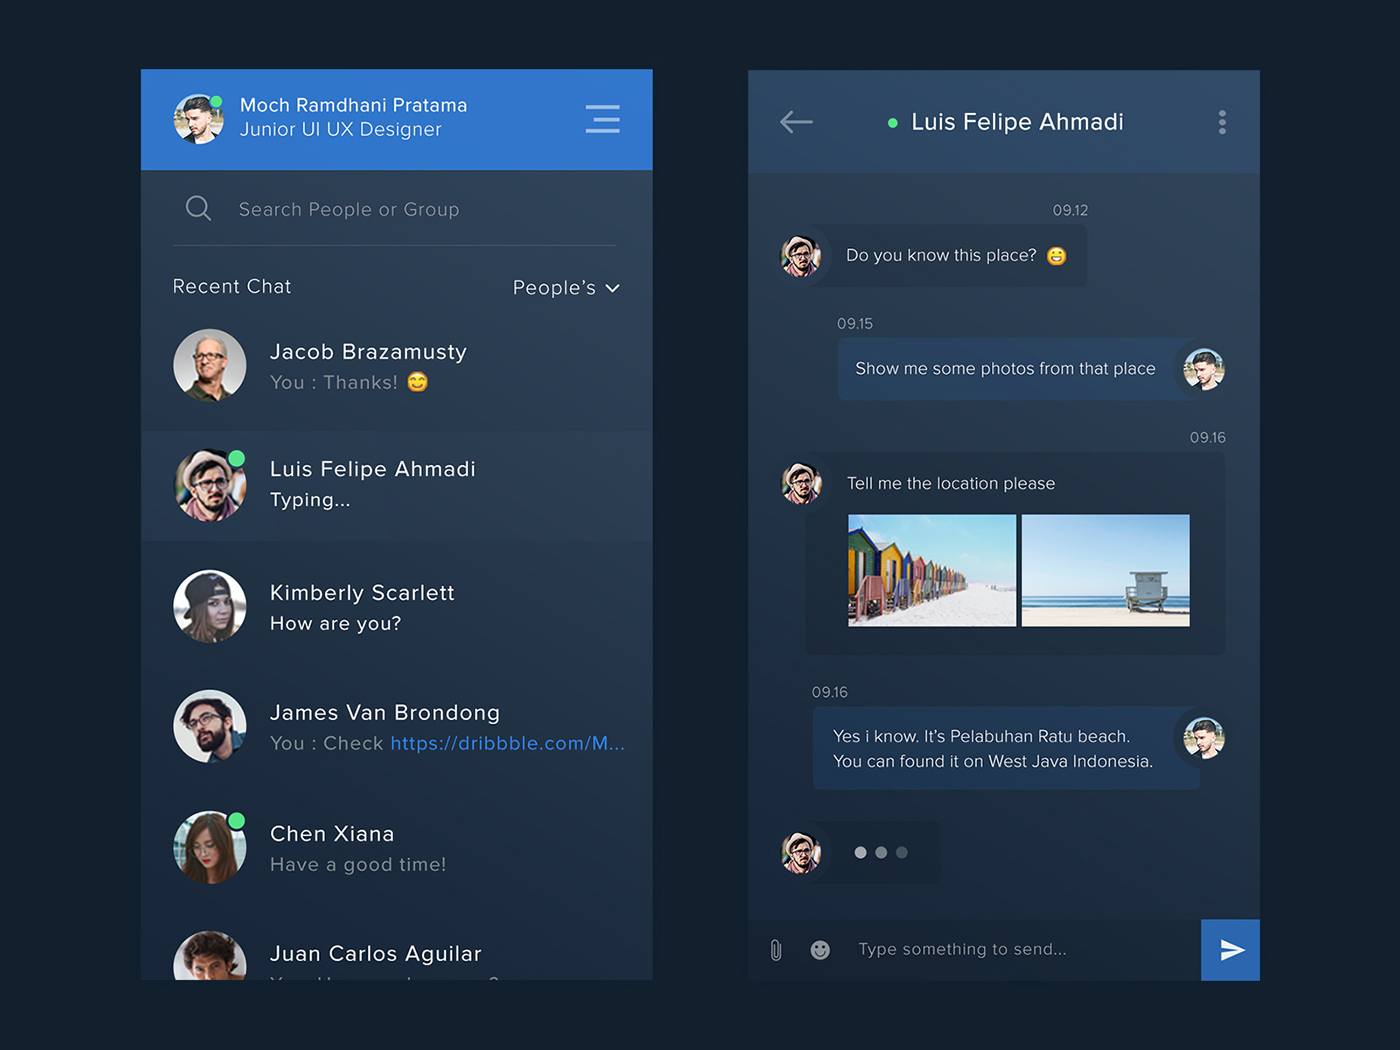 Moch Ramdhani Pratama
Junior UI UX Designer
Search People or Group
Recent Chat
People's
Jacob Brazamusty
You : Thanks! 😊
Luis Felipe Ahmadi
Typing...
Kimberly Scarlett
How are you?
James Van Brondong
You : Check https://dribbble.com/M...
Chen Xiana
Have a good time!
Juan Carlos Aguilar
Luis Felipe Ahmadi
09.12
Do you know this place? 😀
09.15
Show me some photos from that place
09.16
Tell me the location please
09.16
Yes i know. It's Pelabuhan Ratu beach.
You can found it on West Java Indonesia.
Type something to send...